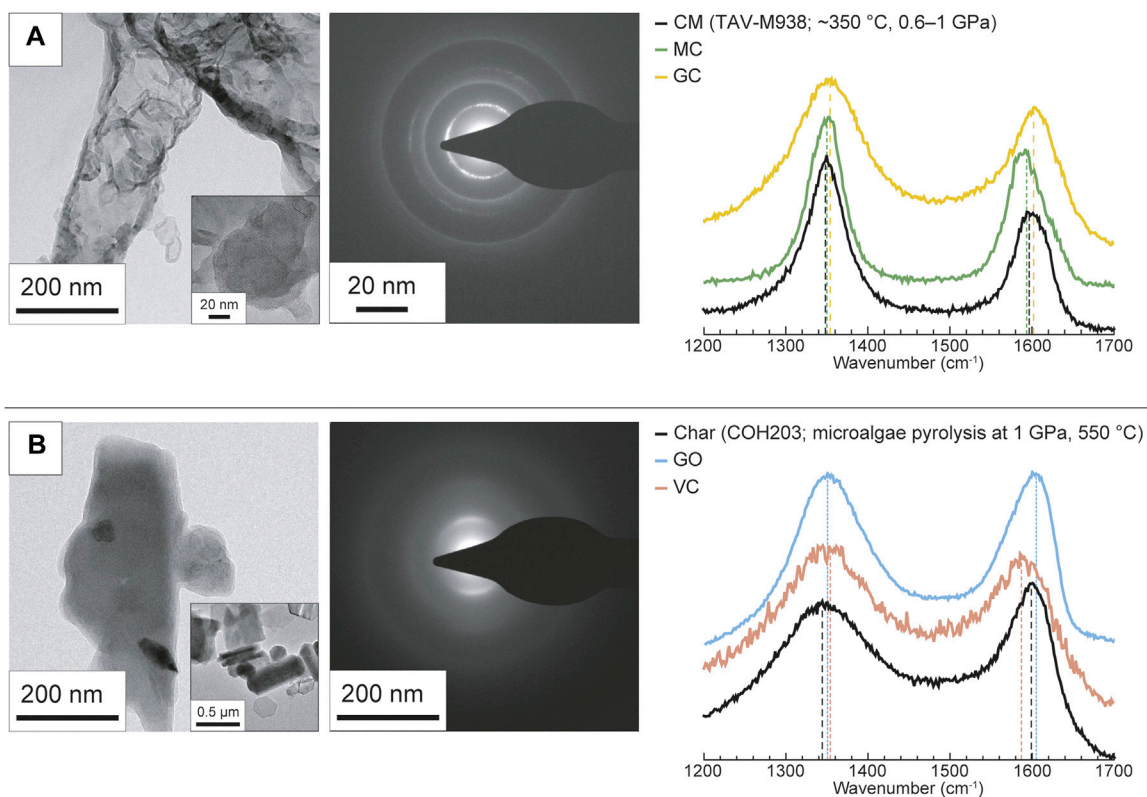 A
200 nm
20 nm
20 nm
CM (TAV-M938; ~350 °C, 0.6–1 GPa)
MC
GC
1200 1300 1400 1500 1600 1700
Wavenumber (cm⁻¹)
B
200 nm
0.5 µm
200 nm
Char (COH203; microalgae pyrolysis at 1 GPa, 550 °C)
GO
VC
1200 1300 1400 1500 1600 1700
Wavenumber (cm⁻¹)